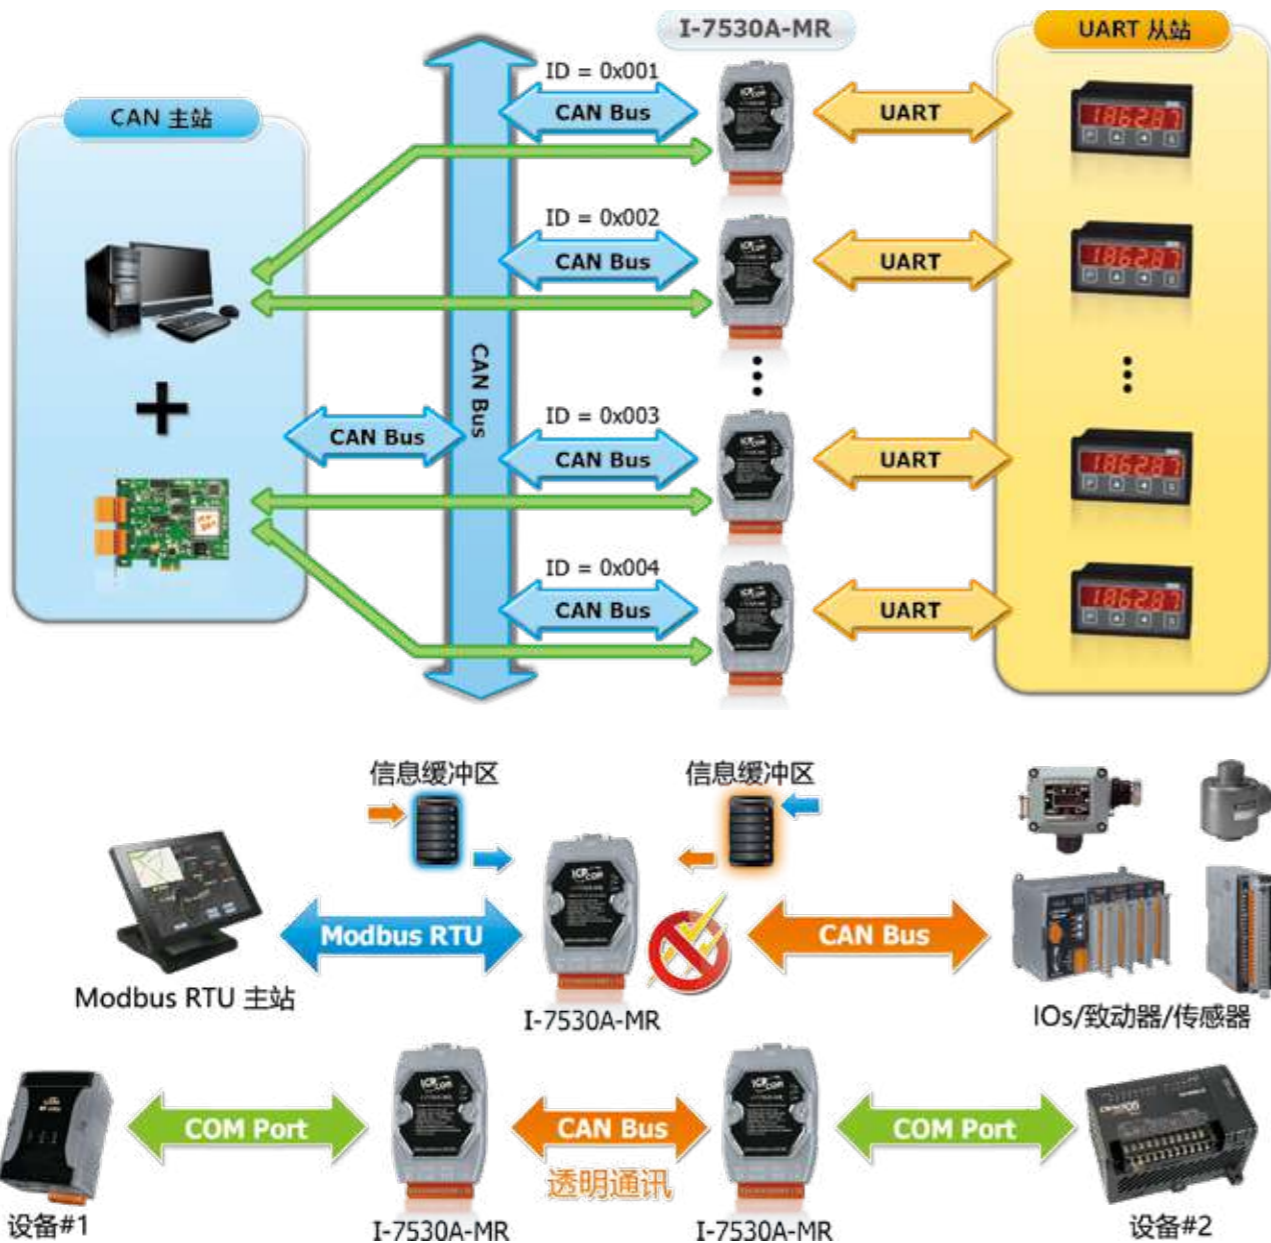 I-7530A-MR
UART 从站
CAN 主站
ID = 0x001
CAN Bus
UART
186287
ID = 0x002
CAN Bus
UART
186287
CAN Bus
CAN Bus
ID = 0x003
CAN Bus
UART
186287
ID = 0x004
CAN Bus
UART
186287
信息缓冲区
信息缓冲区
Modbus RTU
CAN Bus
Modbus RTU 主站
I-7530A-MR
IOs/致动器/传感器
COM Port
CAN Bus
COM Port
透明通讯
设备#1
I-7530A-MR
I-7530A-MR
设备#2